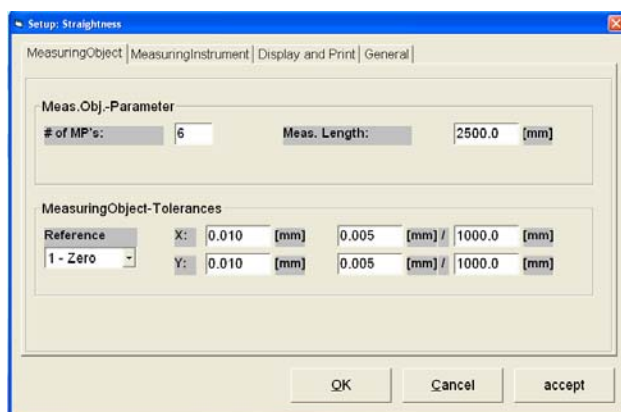 Setup: Straightness
MeasuringObject MeasuringInstrument Display and Print General
Meas.Obj.-Parameter
# of MP's: 6 Meas. Length: 2500.0 [mm]
MeasuringObject-Tolerances
Reference X: 0.010 [mm] 0.005 [mm] / 1000.0 [mm]
1 - Zero Y: 0.010 [mm] 0.005 [mm] / 1000.0 [mm]
OK Cancel accept